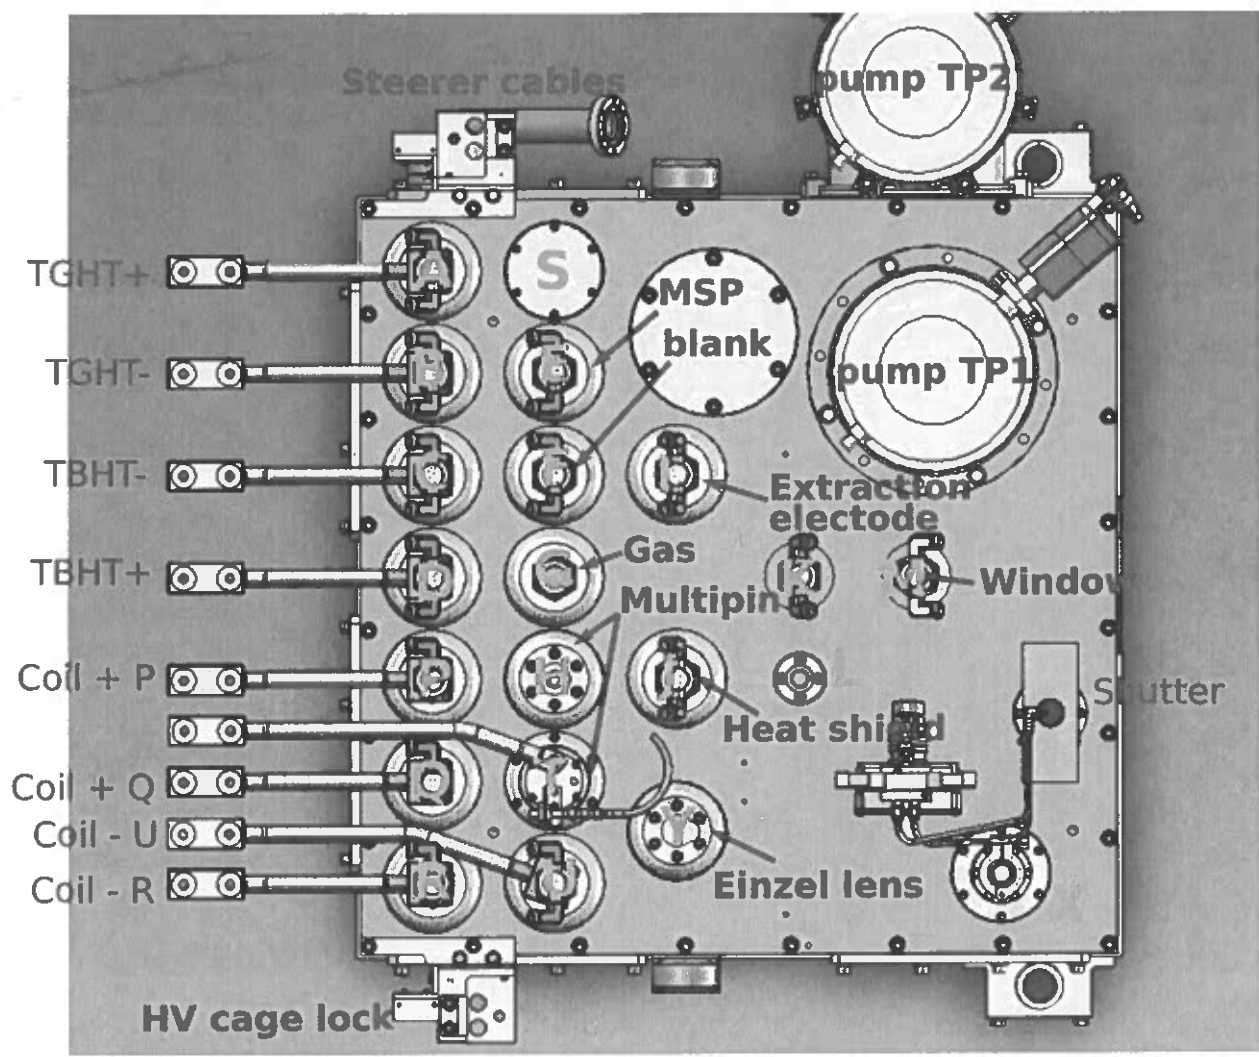 Steerer cables
pump TP2
TGHT+
S
MSP
blank
TGHT-
pump TP1
TBHT-
Extraction
electode
Gas
TBHT+
Window
Multipin
Coil + P
Shutter
Heat shield
Coil + Q
Coil - U
Coil - R
Einzel lens
HV cage lock